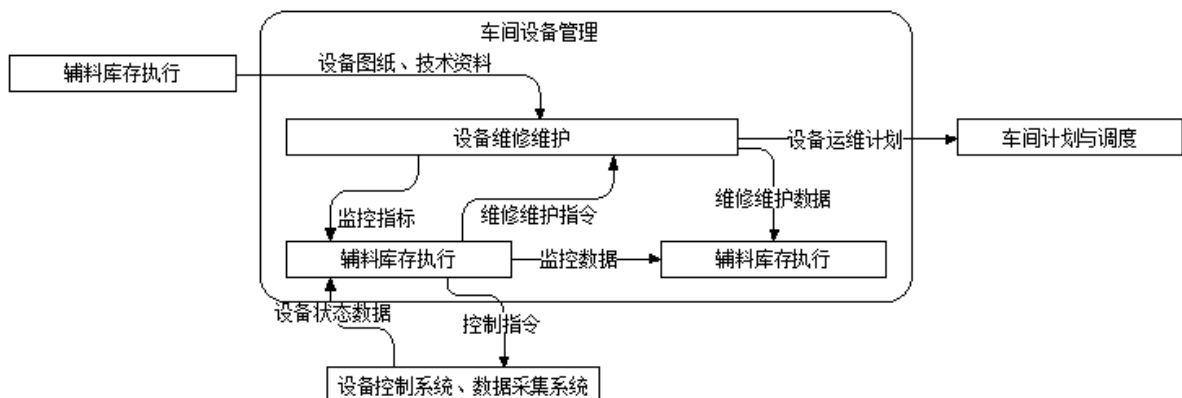 车间设备管理
辅料库存执行
设备图纸、技术资料
设备维修维护
设备运维计划
车间计划与调度
监控指标
维修维护指令
维修维护数据
辅料库存执行
监控数据
辅料库存执行
设备状态数据
控制指令
设备控制系统、数据采集系统